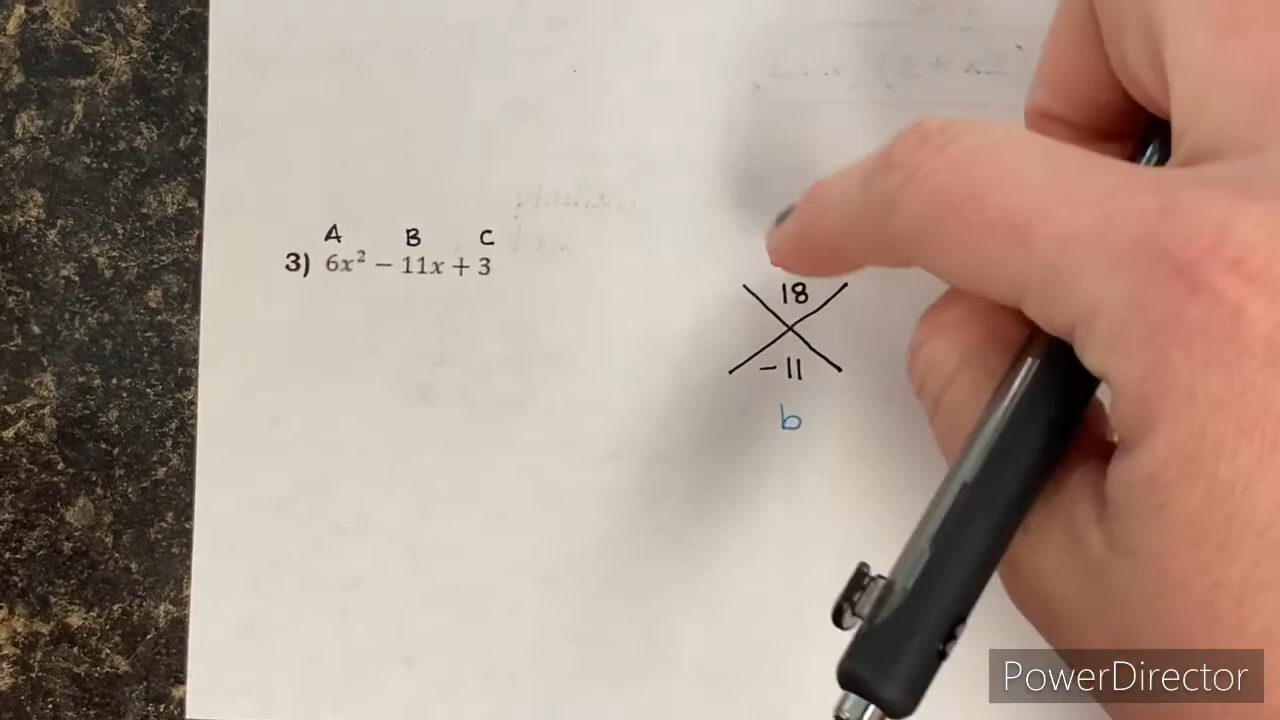 A B C
3) 6x² − 11x + 3
18
−11
b
PowerDirector